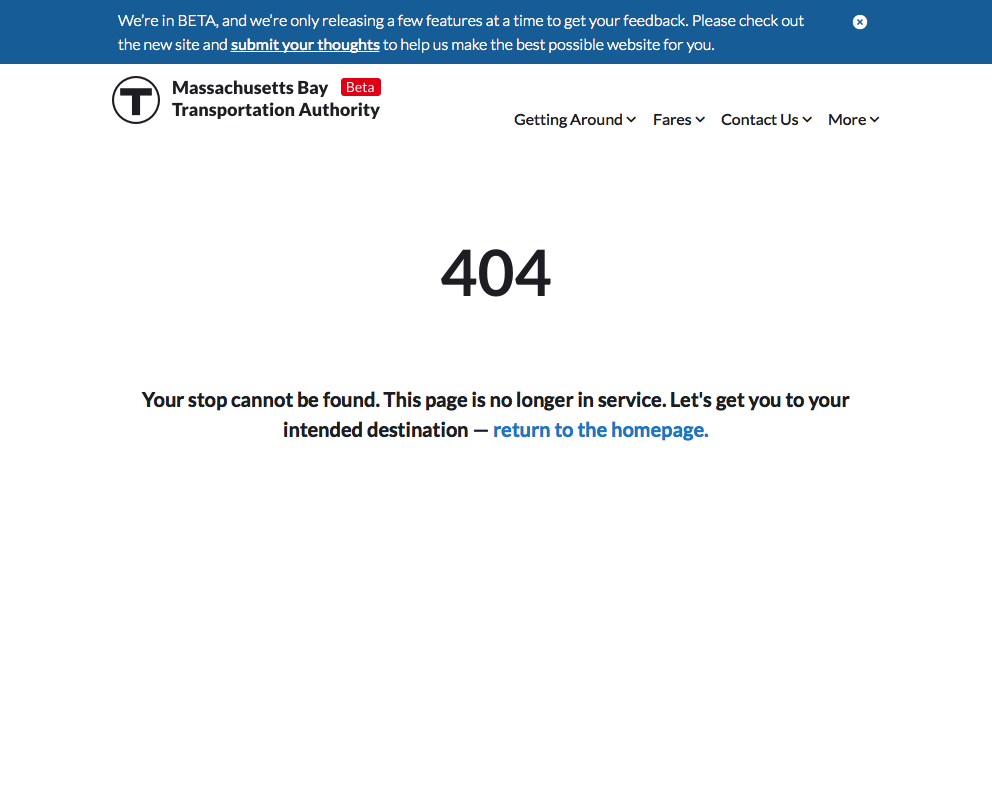 We're in BETA, and we're only releasing a few features at a time to get your feedback. Please check out
the new site and submit your thoughts to help us make the best possible website for you.
T
Massachusetts Bay Beta
Transportation Authority
Getting Around Fares Contact Us More
404
Your stop cannot be found. This page is no longer in service. Let's get you to your
intended destination — return to the homepage.